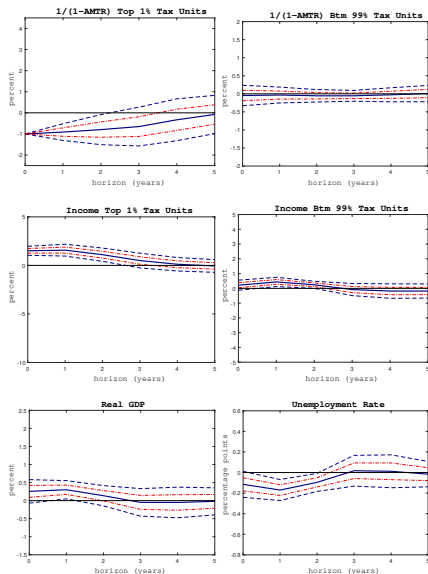 1/(1-AMTR) Top 1% Tax Units
percent
4
3
2
1
0
-1
-2
0 1 2 3 4 5
horizon (years)
1/(1-AMTR) Btm 99% Tax Units
percent
2
1.5
1
0.5
0
-0.5
-1
-1.5
-2
0 1 2 3 4 5
horizon (years)
Income Top 1% Tax Units
percent
5
0
-5
-10
0 1 2 3 4 5
horizon (years)
Income Btm 99% Tax Units
percent
5
4
3
2
1
0
-1
-2
-3
-4
-5
0 1 2 3 4 5
horizon (years)
Real GDP
percent
2.5
2
1.5
1
0.5
0
-0.5
-1
-1.5
0 1 2 3 4 5
horizon (years)
Unemployment Rate
percentage points
0.6
0.4
0.2
0
-0.2
-0.4
-0.6
-0.8
0 1 2 3 4 5
horizon (years)